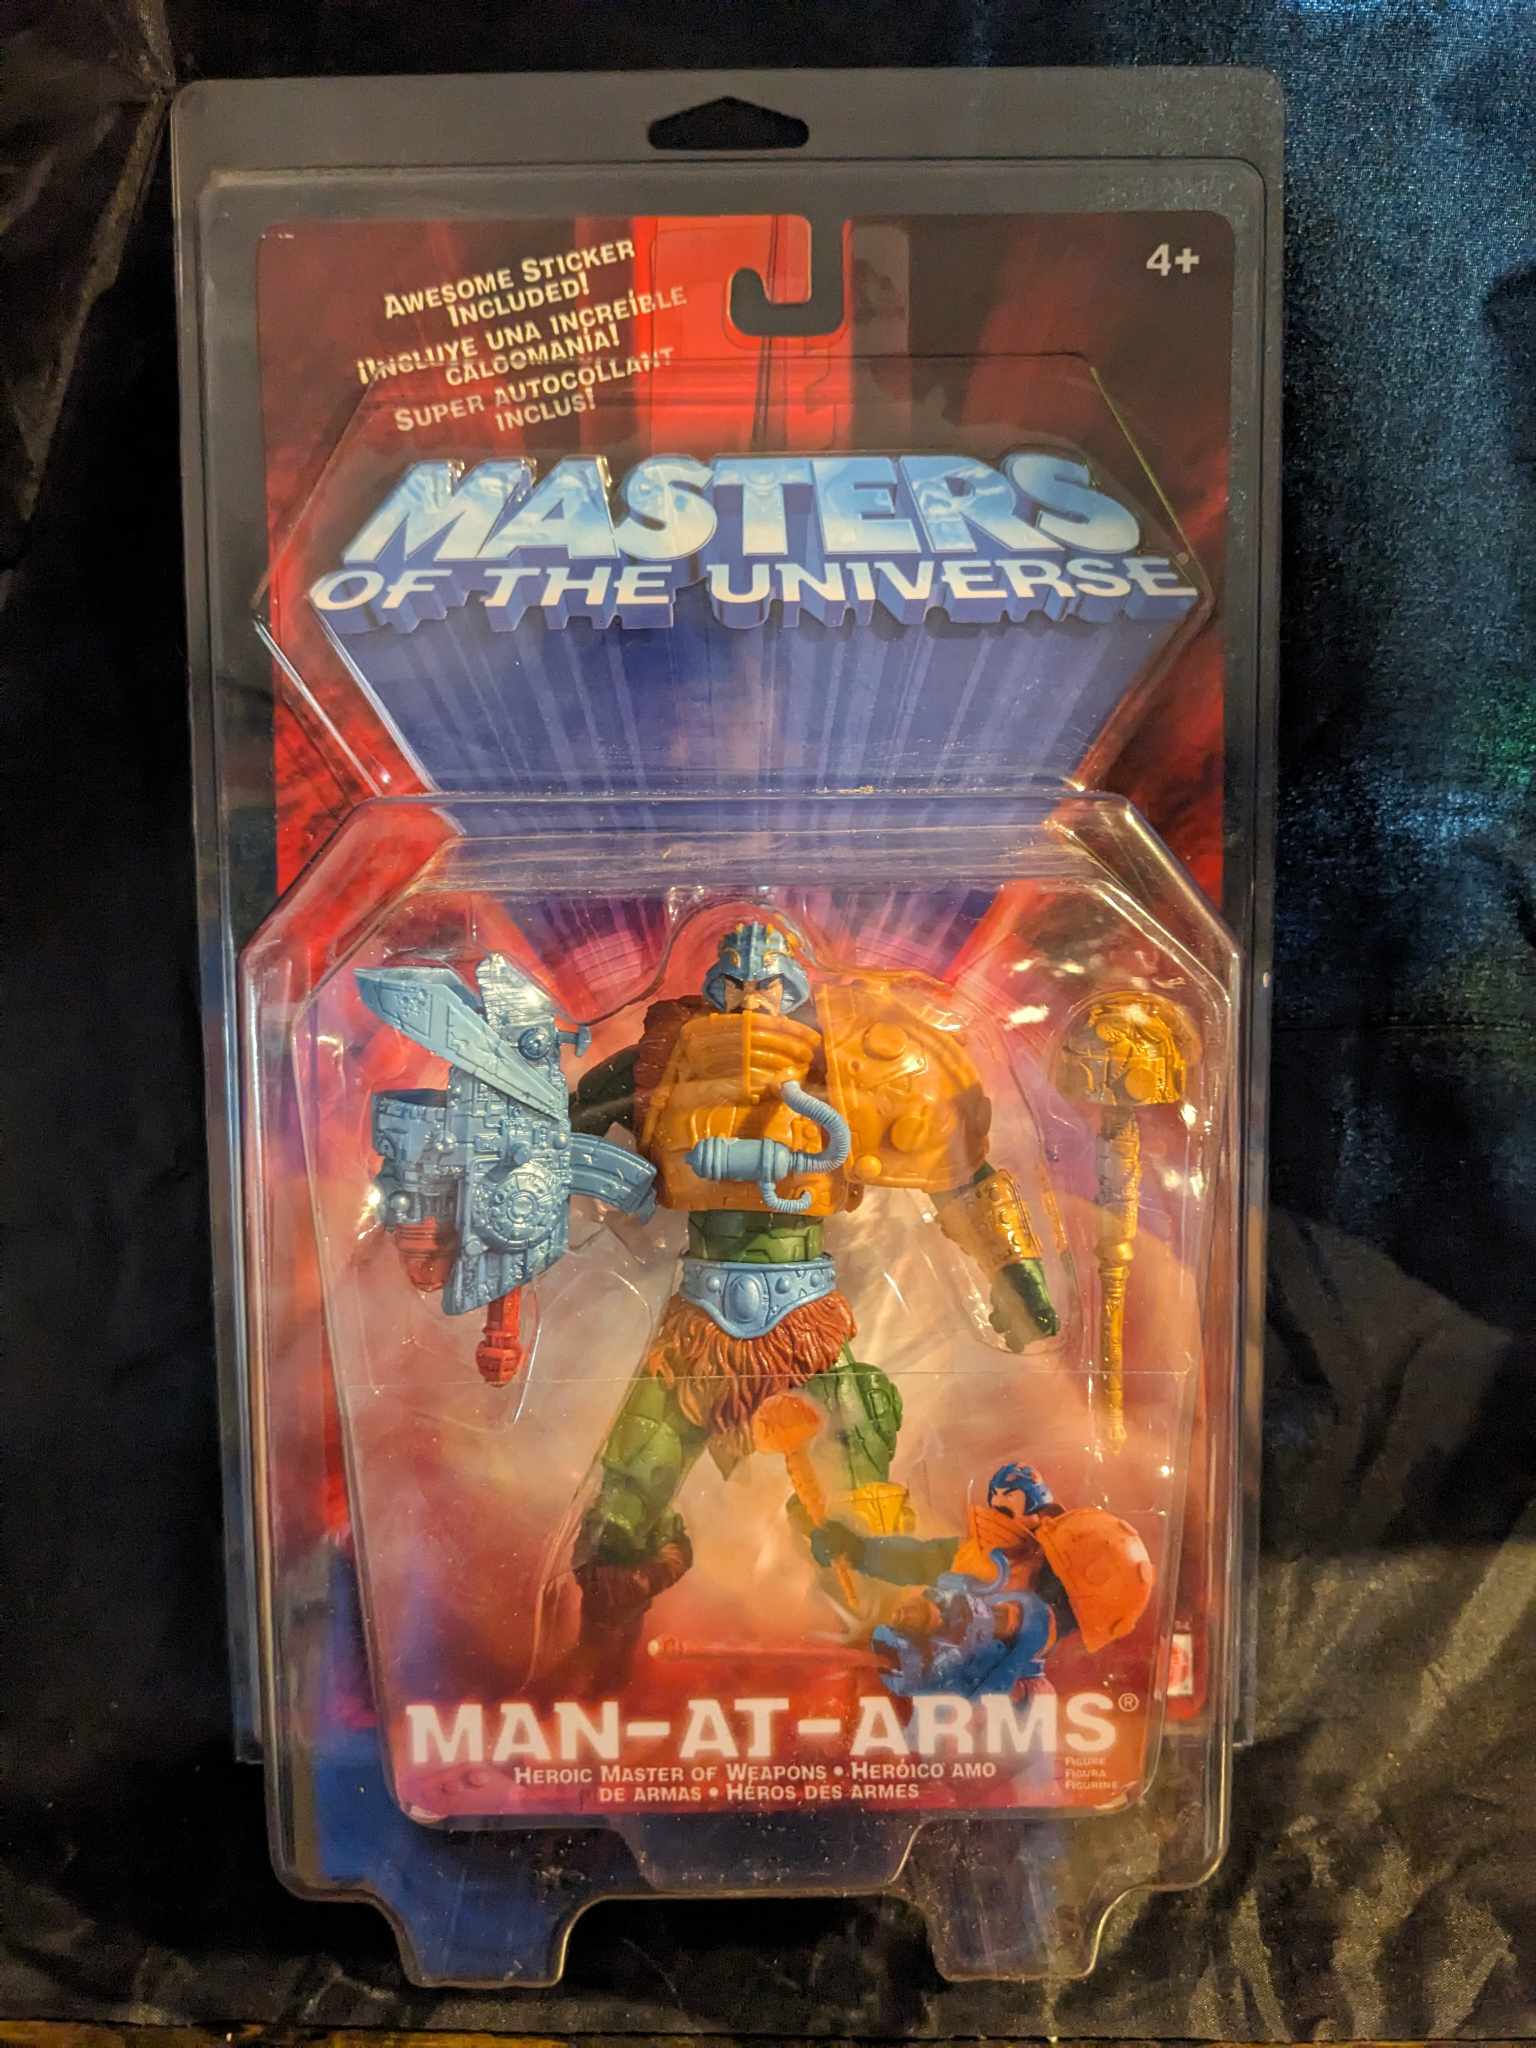 AWESOME STICKER
INCLUDED!
¡INCLUYE UNA INCREÍBLE
CALCOMANÍA!
SUPER AUTOCOLLANT
INCLUS!
4+
MASTERS
OF THE UNIVERSE®
MAN-AT-ARMS®
HEROIC MASTER OF WEAPONS • HERÓICO AMO
DE ARMAS • HÉROS DES ARMES
FIGURE
FIGURA
FIGURINE